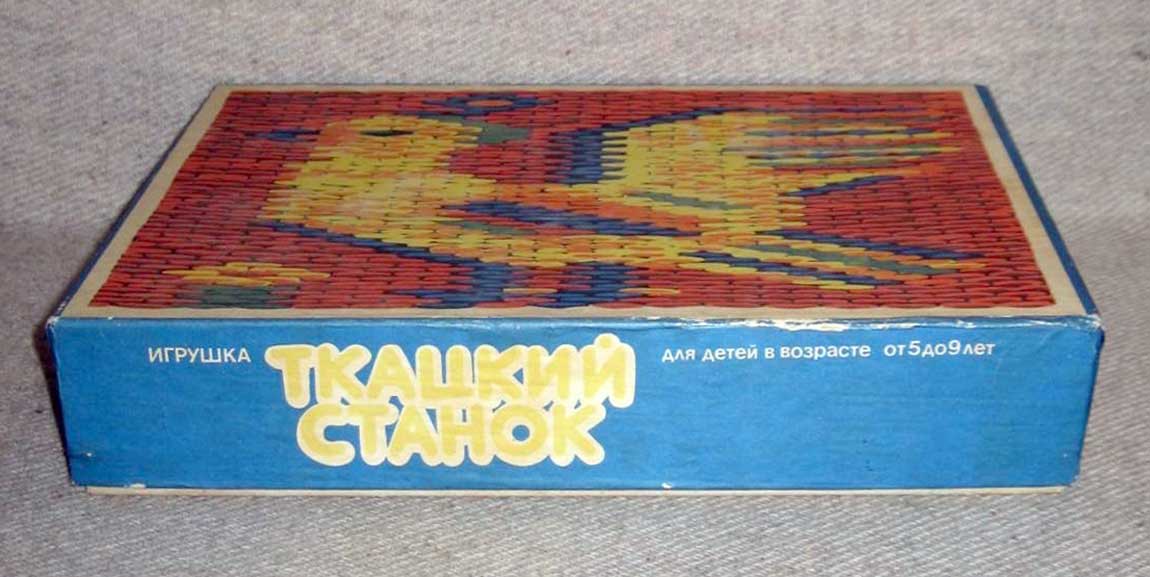 ИГРУШКА
ТКАЦКИЙ
СТАНОК
для детей в возрасте от 5 до 9 лет